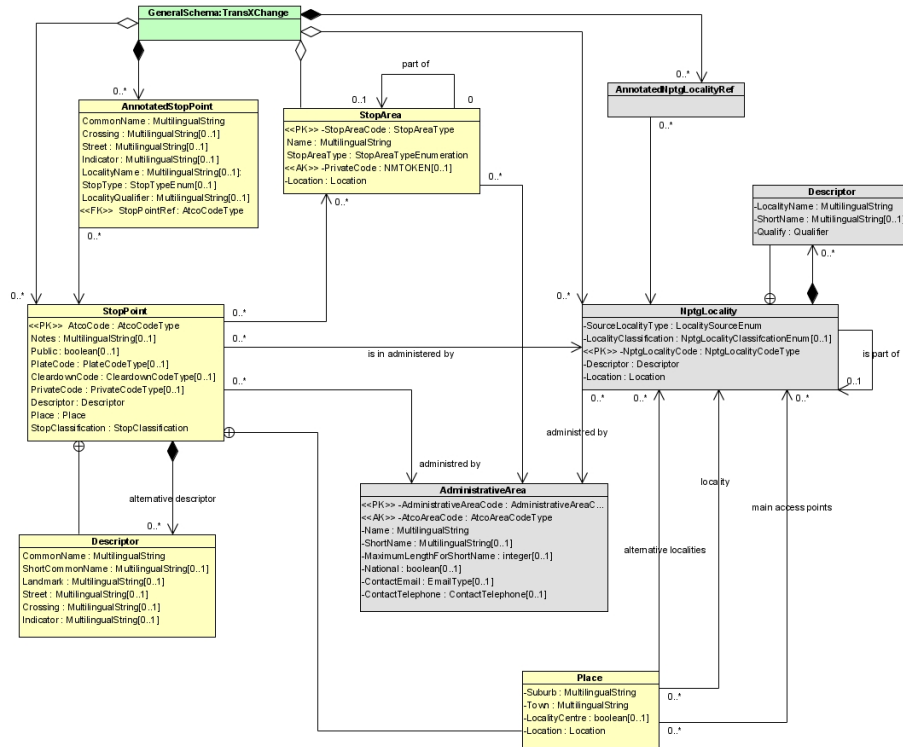 GeneralSchema:TransXChange
0..*
0..*
part of
0..1
0
AnnotatedStopPoint
CommonName : MultilingualString
Crossing : MultilingualString[0..1]
Street : MultilingualString[0..1]
Indicator : MultilingualString[0..1]
LocalityName : MultilingualString[0..1]:
StopType : StopTypeEnum[0..1]
LocalityQualifier : MultilingualString[0..1]
<<FK>> StopPointRef : AtcoCodeType
0..*
StopArea
<<PK>> -StopAreaCode : StopAreaType
Name : MultilingualString
StopAreaType : StopAreaTypeEnumeration
<<AK>> -PrivateCode : NMTOKEN[0..1]
-Location : Location
0..*
0..*
AnnotatedNptgLocalityRef
0..*
Descriptor
-LocalityName : MultilingualString
-ShortName : MultilingualString[0..1]
-Qualify : Qualifier
0..*
0..*
0..*
StopPoint
<<PK>> AtcoCode : AtcoCodeType
Notes : MultilingualString[0..1]
Public : boolean[0..1]
PlateCode : PlateCodeType[0..1]
CleardownCode : CleardownCodeType[0..1]
PrivateCode : PrivateCodeType[0..1]
Descriptor : Descriptor
Place : Place
StopClassification : StopClassification
0..*
0..*
0..*
is in administered by
NptgLocality
-SourceLocalityType : LocalitySourceEnum
-LocalityClassification : NptgLocalityClassifcationEnum[0..1]
<<PK>> -NptgLocalityCode : NptgLocalityCodeType
-Descriptor : Descriptor
-Location : Location
is part of
0..1
0..*
0..*
0..*
0..*
0..*
administred by
administred by
alternative descriptor
0..*
locality
main access points
alternative localities
AdministrativeArea
<<PK>> -AdministrativeAreaCode : AdministrativeAreaC...
<<AK>> -AtcoAreaCode : AtcoAreaCodeType
-Name : MultilingualString
-ShortName : MultilingualString[0..1]
-MaximumLengthForShortName : integer[0..1]
-National : boolean[0..1]
-ContactEmail : EmailType[0..1]
-ContactTelephone : ContactTelephone[0..1]
Descriptor
CommonName : MultilingualString
ShortCommonName : MultilingualString[0..1]
Landmark : MultilingualString[0..1]
Street : MultilingualString[0..1]
Crossing : MultilingualString[0..1]
Indicator : MultilingualString[0..1]
Place
-Suburb : MultilingualString
-Town : MultilingualString
-LocalityCentre : boolean[0..1]
-Location : Location
0..*
0..*
0..*